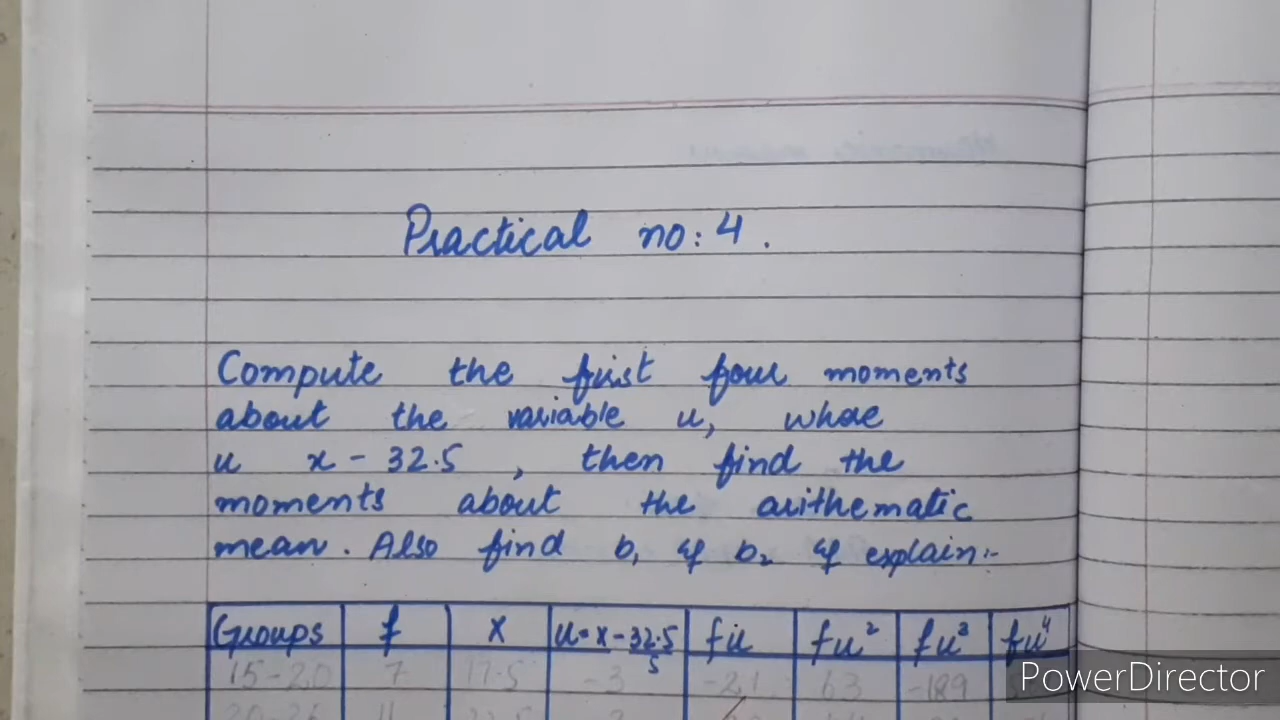 Practical no: 4.
Compute the first four moments
about the variable u, whose
u x - 32.5 , then find the
moments about the arithematic
mean. Also find b₁ & b₂ & explain:-
Groups f x u = x - 32.5/5 fu fu² fu³ fu⁴
15-20 7 17.5 -3 -21 63 -189
PowerDirector